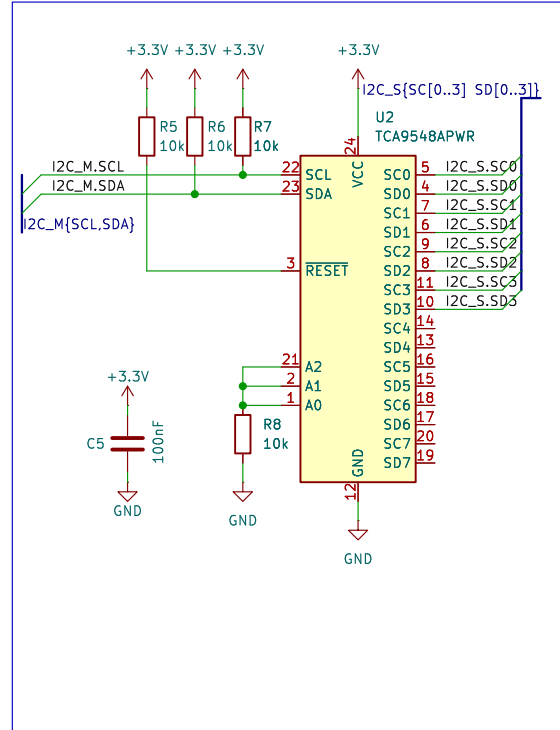 +3.3V +3.3V +3.3V +3.3V
I2C_S{SC[0..3] SD[0..3]}
R5 10k
R6 10k
R7 10k
U2
TCA9548APWR
I2C_M.SCL
I2C_M.SDA
I2C_M{SCL,SDA}
24 VCC
22 SCL
23 SDA
3 RESET
21 A2
2 A1
1 A0
SC0 5 I2C_S.SC0
SD0 4 I2C_S.SD0
SC1 7 I2C_S.SC1
SD1 6 I2C_S.SD1
SC2 9 I2C_S.SC2
SD2 8 I2C_S.SD2
SC3 11 I2C_S.SC3
SD3 10 I2C_S.SD3
SC4 14
SD4 13
SC5 16
SD5 15
SC6 18
SD6 17
SC7 20
SD7 19
GND 12
GND
+3.3V
C5
100nF
GND
R8
10k
GND